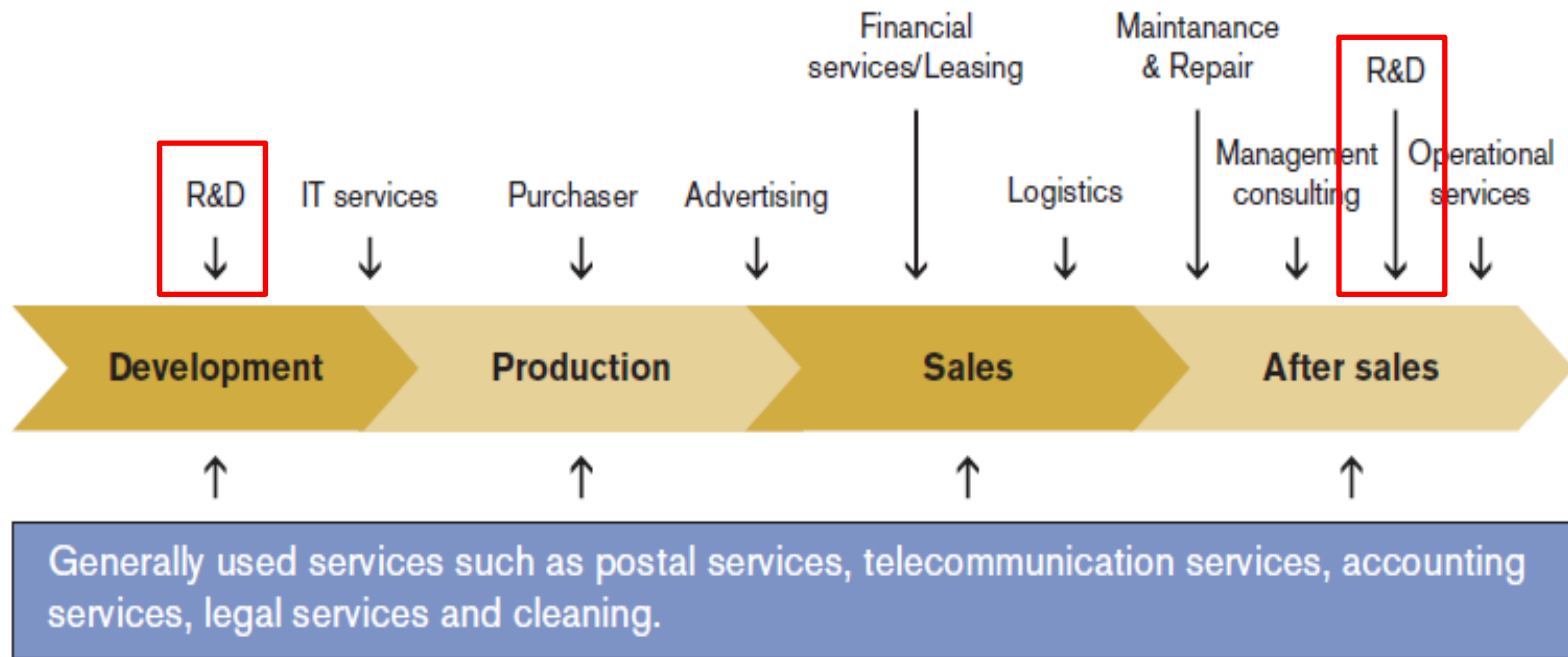 Financial
services/Leasing
Maintanance
& Repair
R&D
Management
consulting
Operational
services
R&D
IT services
Purchaser
Advertising
Logistics
Development
Production
Sales
After sales
Generally used services such as postal services, telecommunication services, accounting
services, legal services and cleaning.